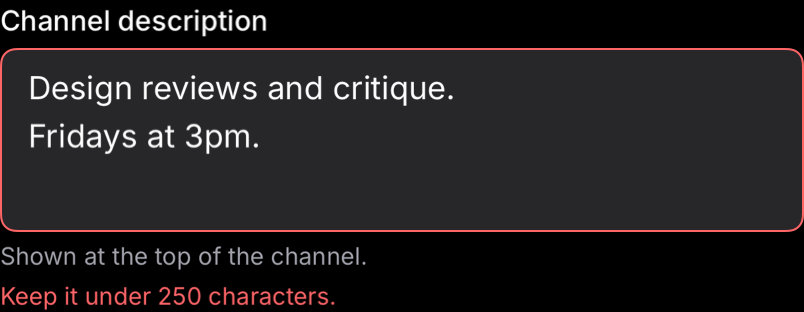 Channel description
Design reviews and critique.
Fridays at 3pm.
Shown at the top of the channel.
Keep it under 250 characters.